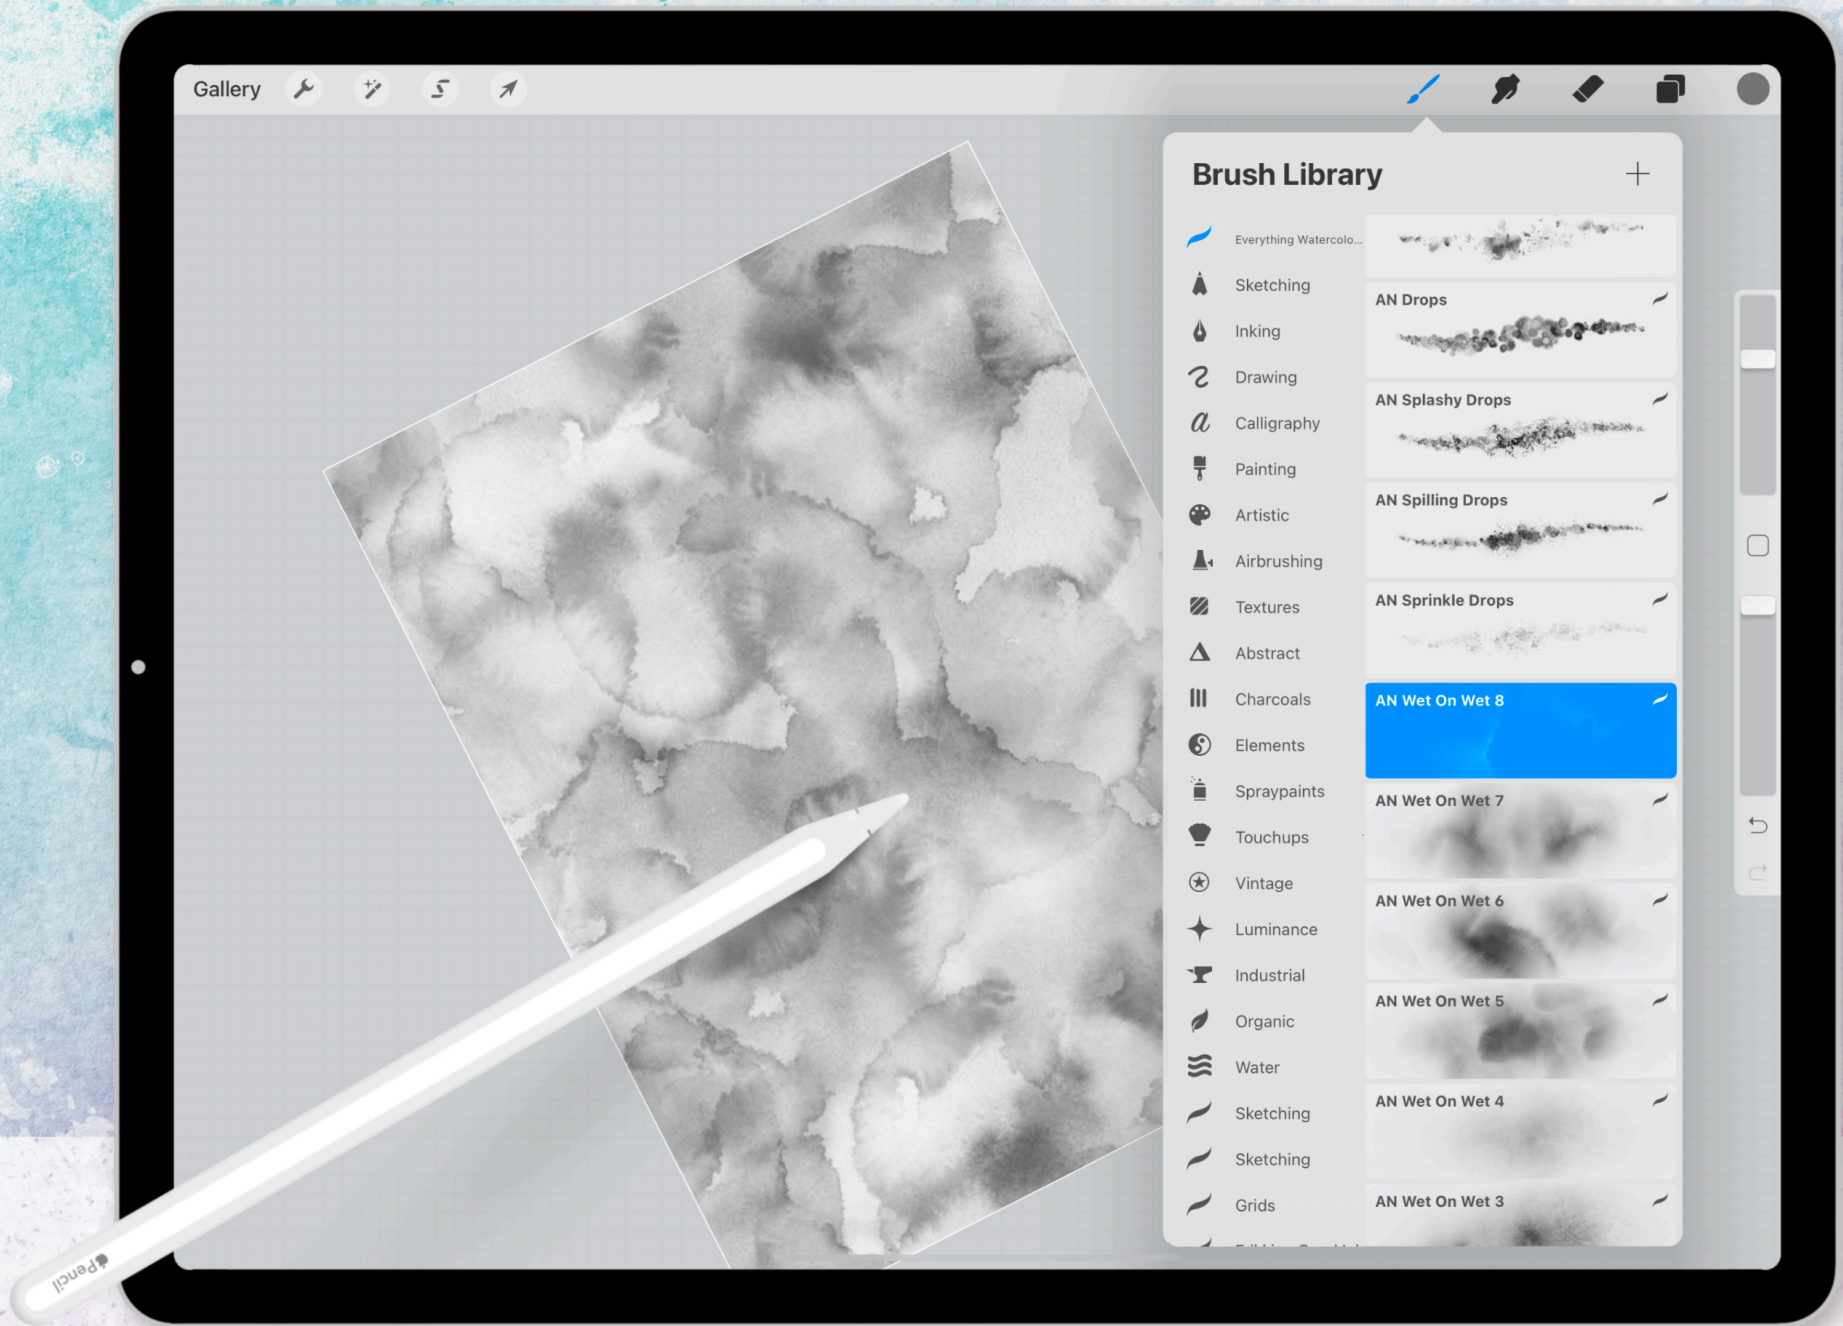 Gallery
Brush Library
Everything Watercolo...
Sketching
Inking
Drawing
Calligraphy
Painting
Artistic
Airbrushing
Textures
Abstract
Charcoals
Elements
Spraypaints
Touchups
Vintage
Luminance
Industrial
Organic
Water
Sketching
Sketching
Grids
AN Drops
AN Splashy Drops
AN Spilling Drops
AN Sprinkle Drops
AN Wet On Wet 8
AN Wet On Wet 7
AN Wet On Wet 6
AN Wet On Wet 5
AN Wet On Wet 4
AN Wet On Wet 3
Pencil